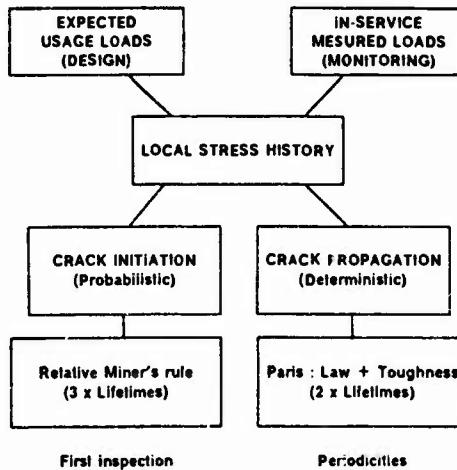 EXPECTED
USAGE LOADS
(DESIGN)
IN-SERVICE
MESURED LOADS
(MONITORING)
LOCAL STRESS HISTORY
CRACK INITIATION
(Probabilistic)
CRACK PROPAGATION
(Deterministic)
Relative Miner's rule
(3 x Lifetimes)
Paris : Law + Toughness
(2 x Lifetimes)
First inspection
Periodicities